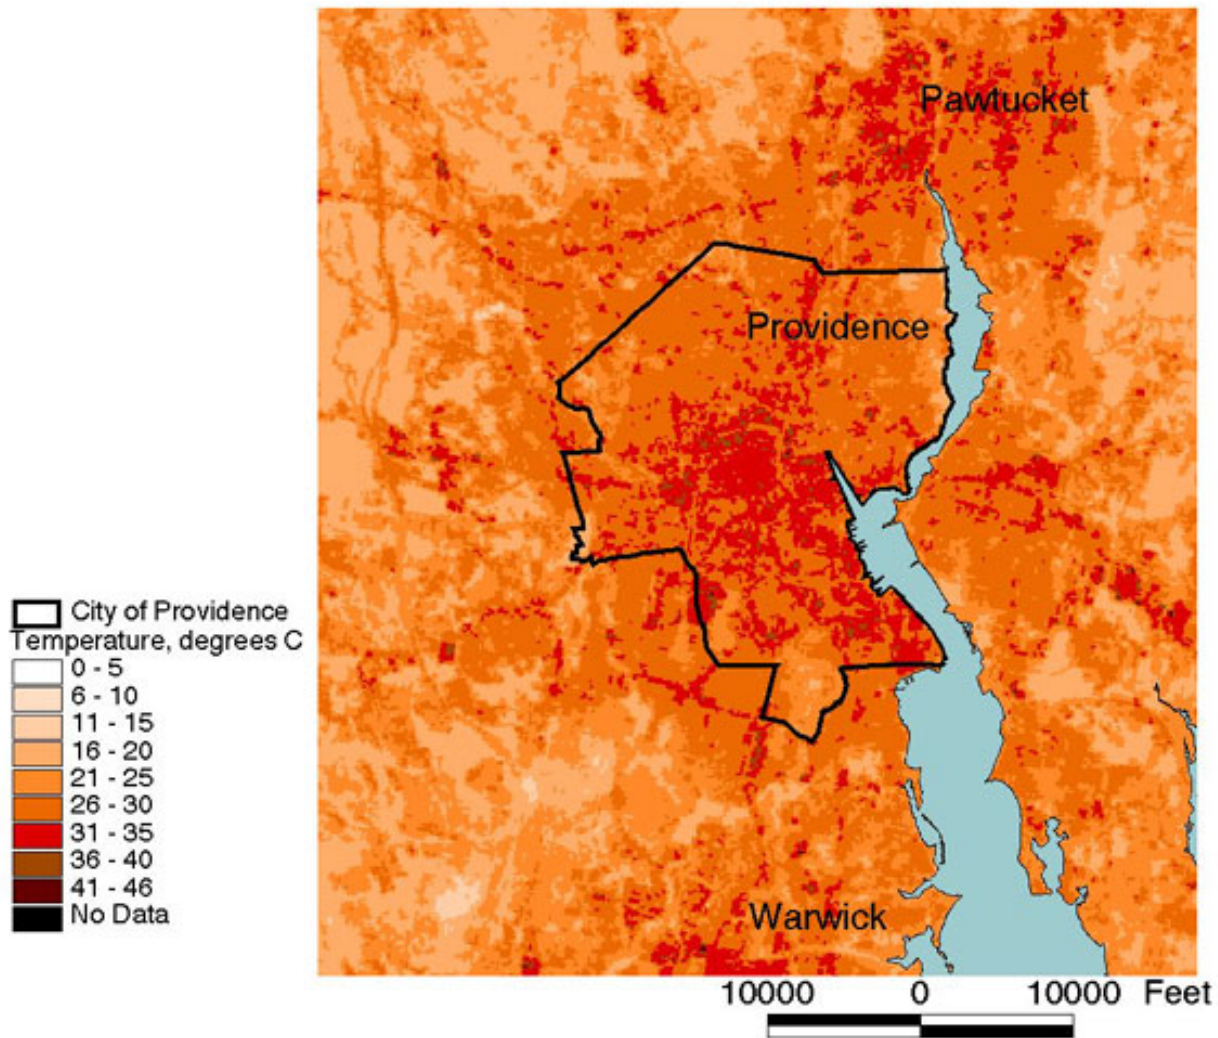 Pawtucket
Providence
City of Providence
Temperature, degrees C
0 - 5
6 - 10
11 - 15
16 - 20
21 - 25
26 - 30
31 - 35
36 - 40
41 - 46
No Data
Warwick
10000 0 10000 Feet